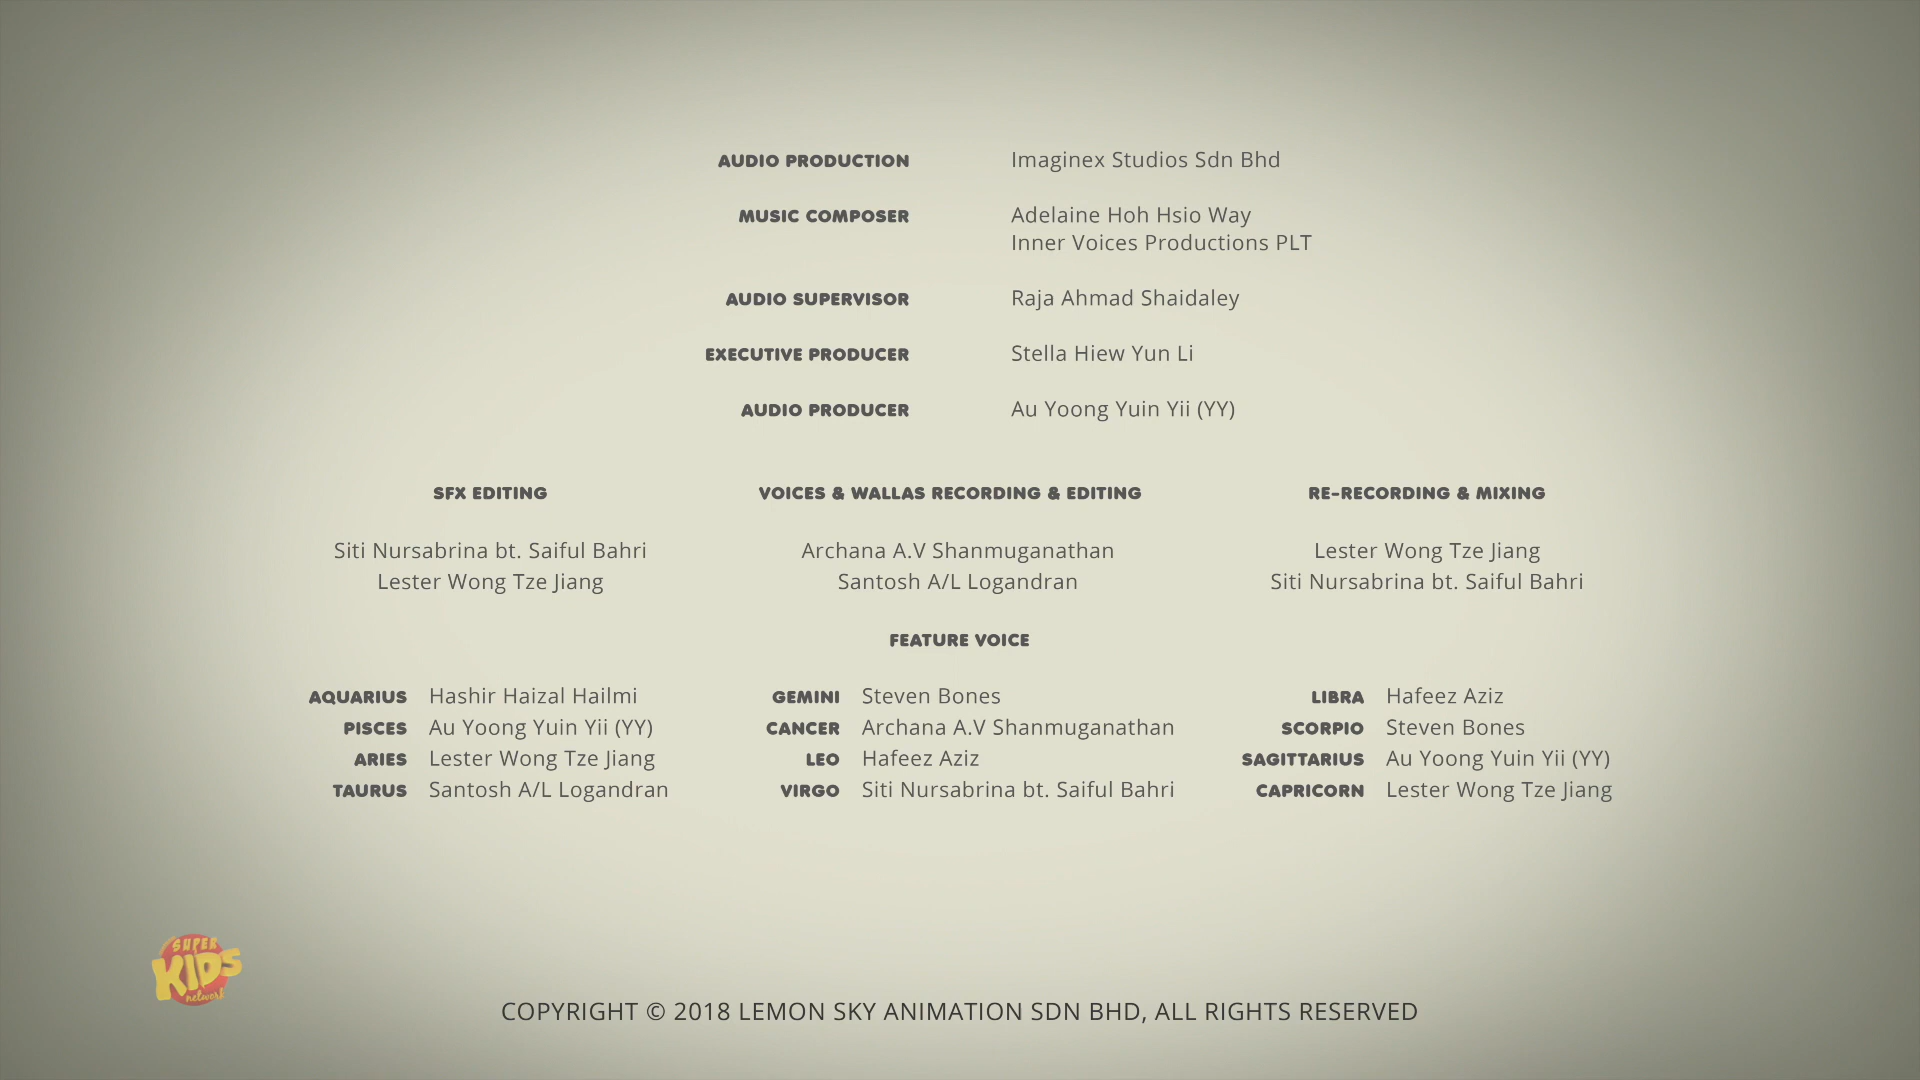 AUDIO PRODUCTION Imaginex Studios Sdn Bhd
MUSIC COMPOSER Adelaine Hoh Hsio Way
Inner Voices Productions PLT
AUDIO SUPERVISOR Raja Ahmad Shaidaley
EXECUTIVE PRODUCER Stella Hiew Yun Li
AUDIO PRODUCER Au Yoong Yuin Yii (YY)
SFX EDITING
Siti Nursabrina bt. Saiful Bahri
Lester Wong Tze Jiang
VOICES & WALLAS RECORDING & EDITING
Archana A.V Shanmuganathan
Santosh A/L Logandran
RE-RECORDING & MIXING
Lester Wong Tze Jiang
Siti Nursabrina bt. Saiful Bahri
FEATURE VOICE
AQUARIUS Hashir Haizal Hailmi
PISCES Au Yoong Yuin Yii (YY)
ARIES Lester Wong Tze Jiang
TAURUS Santosh A/L Logandran
GEMINI Steven Bones
CANCER Archana A.V Shanmuganathan
LEO Hafeez Aziz
VIRGO Siti Nursabrina bt. Saiful Bahri
LIBRA Hafeez Aziz
SCORPIO Steven Bones
SAGITTARIUS Au Yoong Yuin Yii (YY)
CAPRICORN Lester Wong Tze Jiang
SUPER
KIDS
network
COPYRIGHT © 2018 LEMON SKY ANIMATION SDN BHD, ALL RIGHTS RESERVED